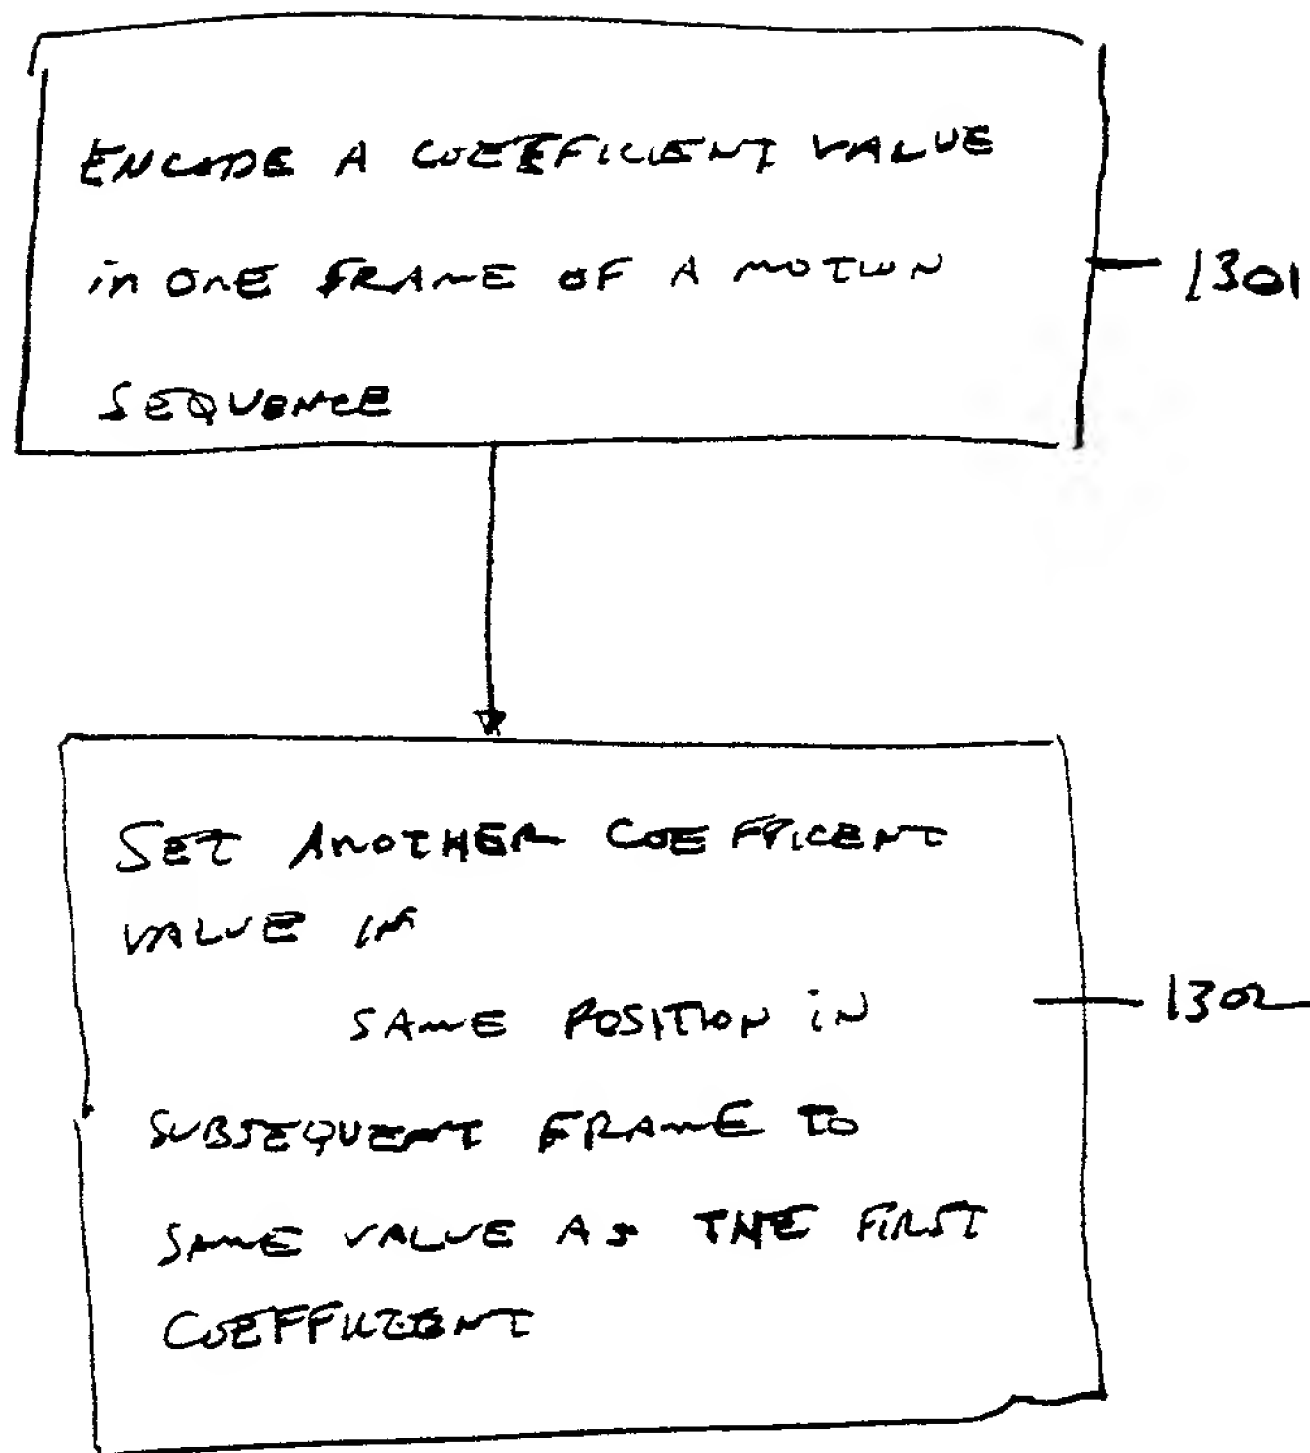 ENCODE A COEFFICIENT VALUE
in ONE FRAME OF A MOTION
SEQUENCE
1301
SET ANOTHER COEFFICENT
VALUE IN
SAME POSITION IN
SUBSEQUENT FRAME TO
SAME VALUE AS THE FIRST
COEFFICIENT
1302